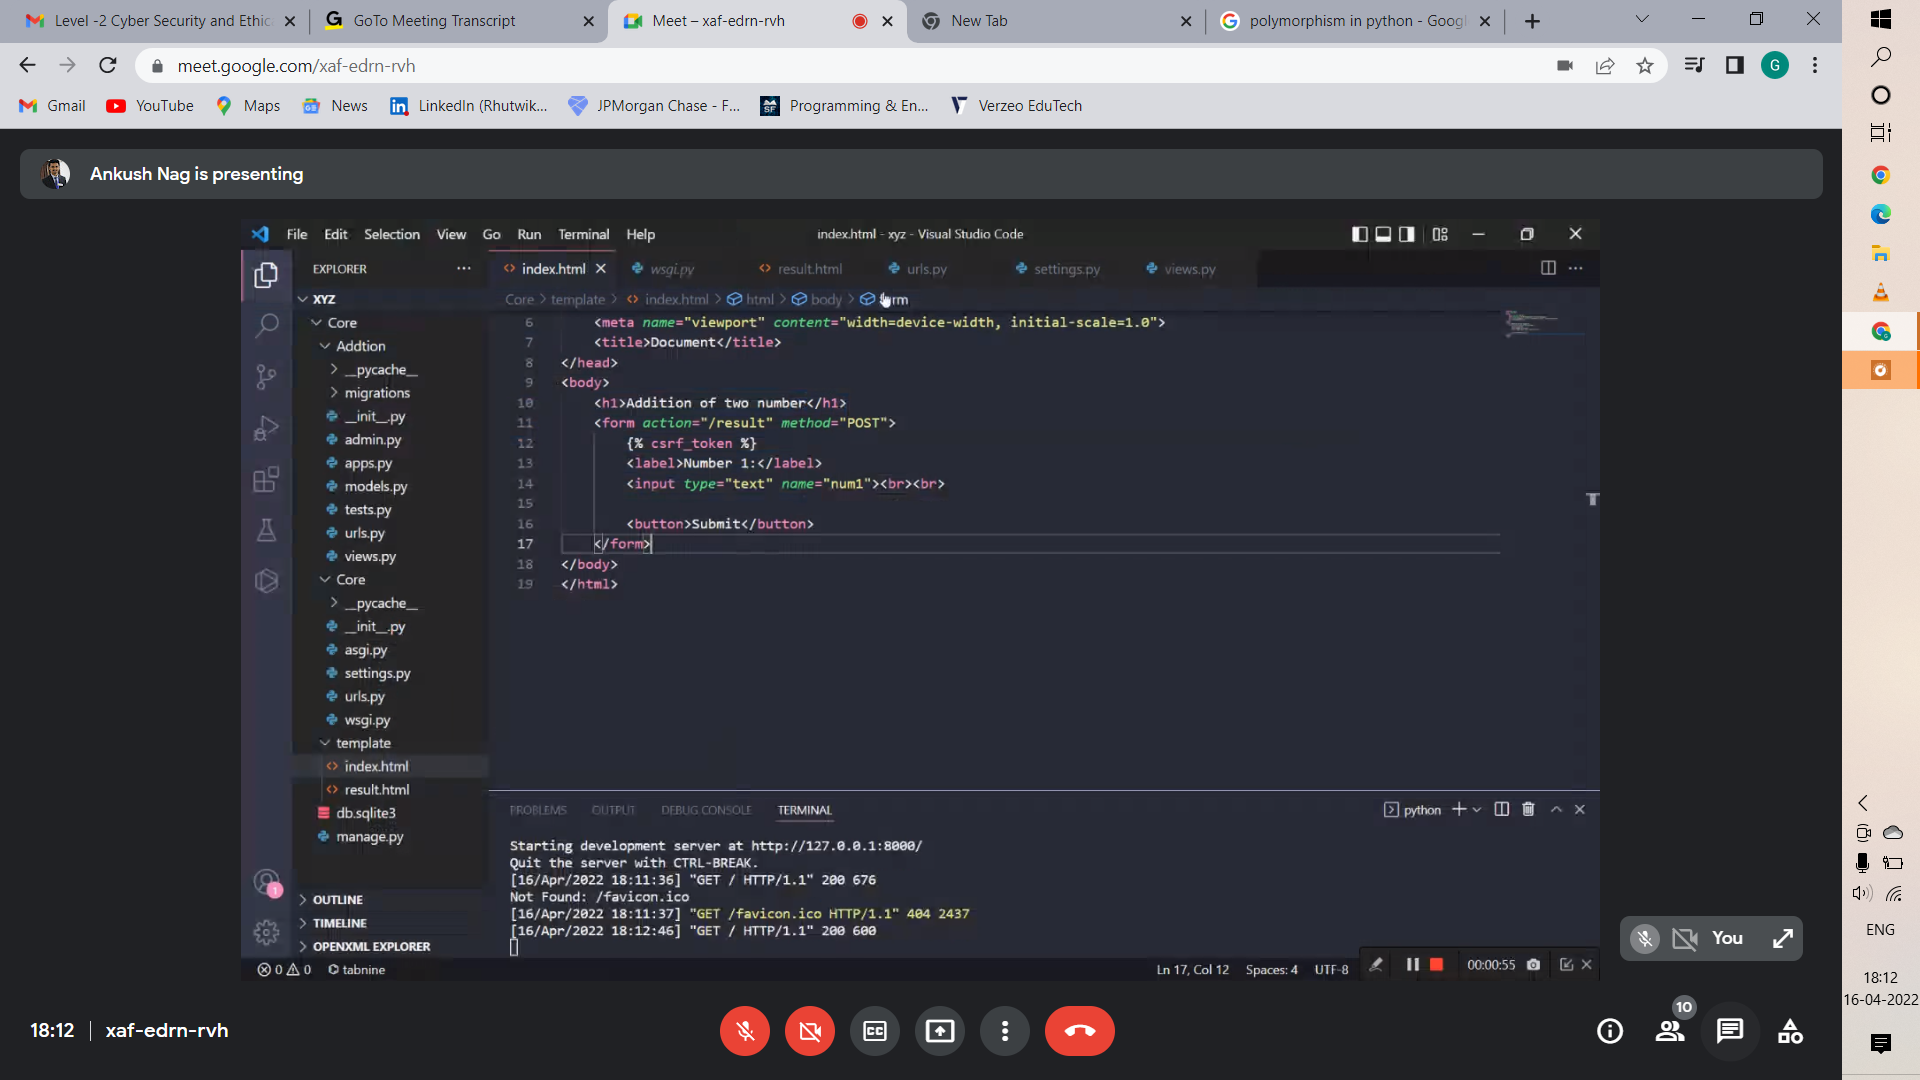 Level -2 Cyber Security and Ethica
GoTo Meeting Transcript
Meet – xaf-edrn-rvh
New Tab
polymorphism in python - Googl
meet.google.com/xaf-edrn-rvh
G
Gmail
YouTube
Maps
News
LinkedIn (Rhutwik...
JPMorgan Chase - F...
Programming & En...
Verzeo EduTech
Ankush Nag is presenting
File Edit Selection View Go Run Terminal Help
index.html - xyz - Visual Studio Code
EXPLORER
index.html
wsgi.py
result.html
urls.py
settings.py
views.py
Core > template > index.html > html > body >
XYZ
Core
Addtion
__pycache__
migrations
__init__.py
admin.py
apps.py
models.py
tests.py
urls.py
views.py
Core
__pycache__
__init__.py
asgi.py
settings.py
urls.py
wsgi.py
template
index.html
result.html
db.sqlite3
manage.py
OUTLINE
TIMELINE
OPENXML EXPLORER
6 <meta name="viewport" content="width=device-width, initial-scale=1.0">
7 <title>Document</title>
8 </head>
9 <body>
10 <h1>Addition of two number</h1>
11 <form action="/result" method="POST">
12 {% csrf_token %}
13 <label>Number 1:</label>
14 <input type="text" name="num1"><br><br>
15
16 <button>Submit</button>
17 </form>
18 </body>
19 </html>
PROBLEMS OUTPUT DEBUG CONSOLE TERMINAL
python
Starting development server at http://127.0.0.1:8000/
Quit the server with CTRL-BREAK.
[16/Apr/2022 18:11:36] "GET / HTTP/1.1" 200 676
Not Found: /favicon.ico
[16/Apr/2022 18:11:37] "GET /favicon.ico HTTP/1.1" 404 2437
[16/Apr/2022 18:12:46] "GET / HTTP/1.1" 200 600
1
0 0 tabnine
Ln 17, Col 12 Spaces: 4 UTF-8
00:00:55
You
18:12 | xaf-edrn-rvh
10
ENG
18:12
16-04-2022